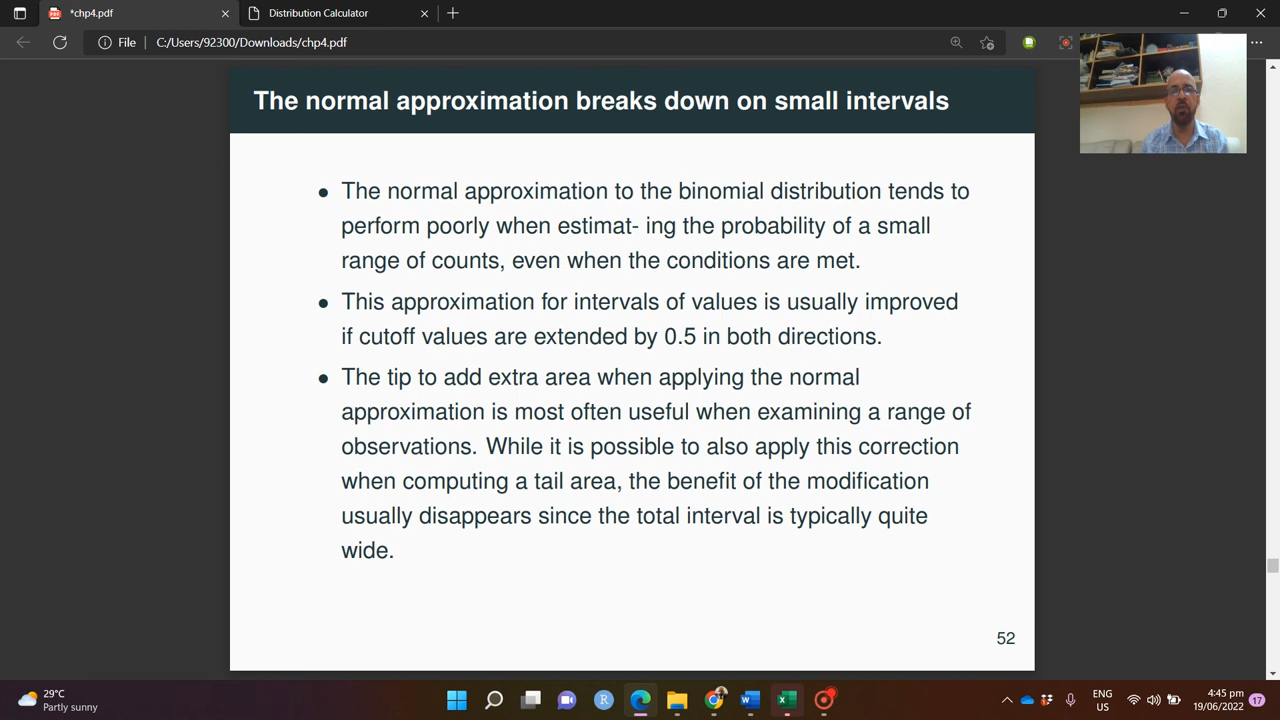 *chp4.pdf
Distribution Calculator
File
C:/Users/92300/Downloads/chp4.pdf
The normal approximation breaks down on small intervals
• The normal approximation to the binomial distribution tends to
perform poorly when estimat- ing the probability of a small
range of counts, even when the conditions are met.
• This approximation for intervals of values is usually improved
if cutoff values are extended by 0.5 in both directions.
• The tip to add extra area when applying the normal
approximation is most often useful when examining a range of
observations. While it is possible to also apply this correction
when computing a tail area, the benefit of the modification
usually disappears since the total interval is typically quite
wide.
52
29°C
Partly sunny
ENG
US
4:45 pm
19/06/2022
17